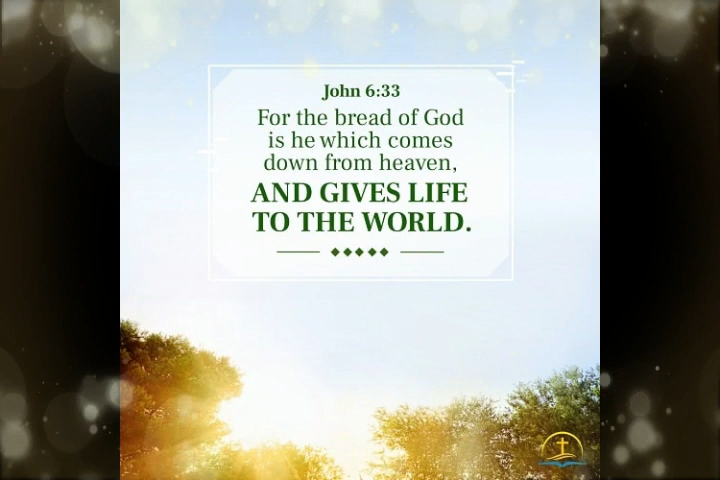 John 6:33
For the bread of God
is he which comes
down from heaven,
AND GIVES LIFE
TO THE WORLD.